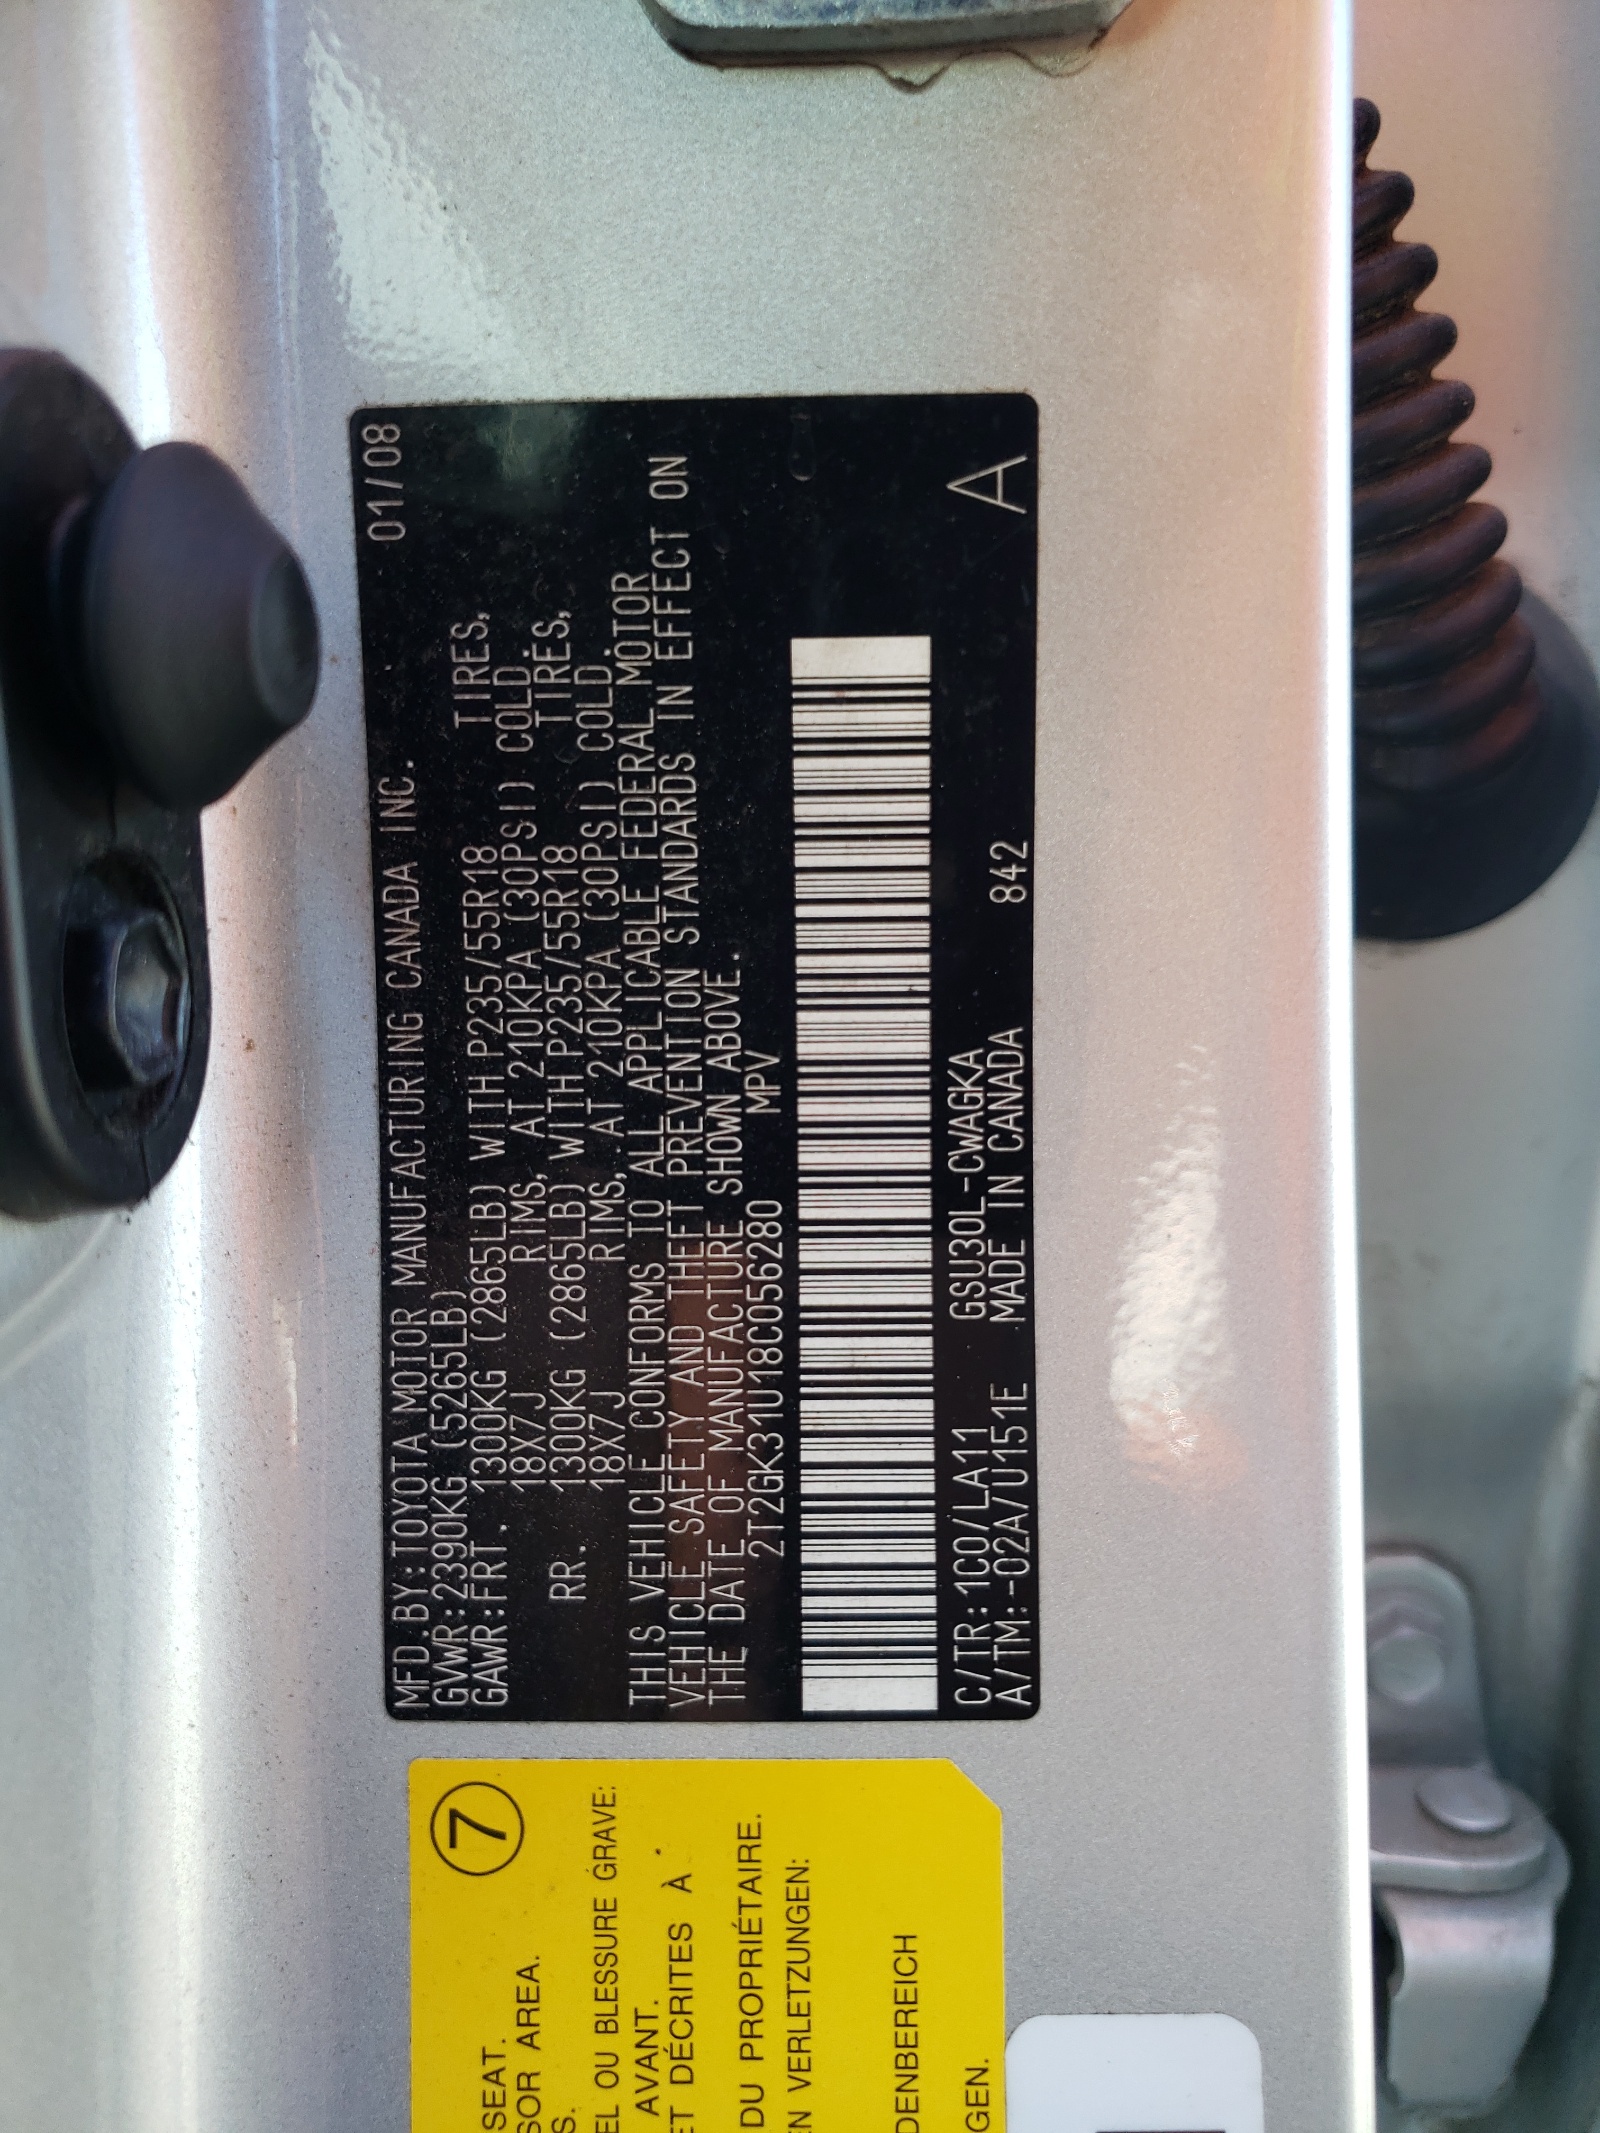 MFD.BY:TOYOTA MOTOR MANUFACTURING CANADA INC. 01/08
GVWR:2390KG (5265LB)
GAWR:FRT. 1300KG (2865LB) WITH P235/55R18 TIRES,
18X7J RIMS, AT 210KPA (30PSI) COLD.
RR. 1300KG (2865LB) WITH P235/55R18 TIRES,
18X7J RIMS, AT 210KPA (30PSI) COLD.
THIS VEHICLE CONFORMS TO ALL APPLICABLE FEDERAL MOTOR
VEHICLE SAFETY AND THEFT PREVENTION STANDARDS IN EFFECT ON
THE DATE OF MANUFACTURE SHOWN ABOVE.
2T2GK31U18C056280 MPV
C/TR:1C0/LA11 GSU30L-CWAGKA
A/TM:-02A/U151E MADE IN CANADA 842 A
7
SEAT.
SOR AREA.
S.
EL OU BLESSURE GRAVE:
AVANT.
ET DÉCRITES À
DU PROPRIÉTAIRE.
EN VERLETZUNGEN:
DENBEREICH
GEN.